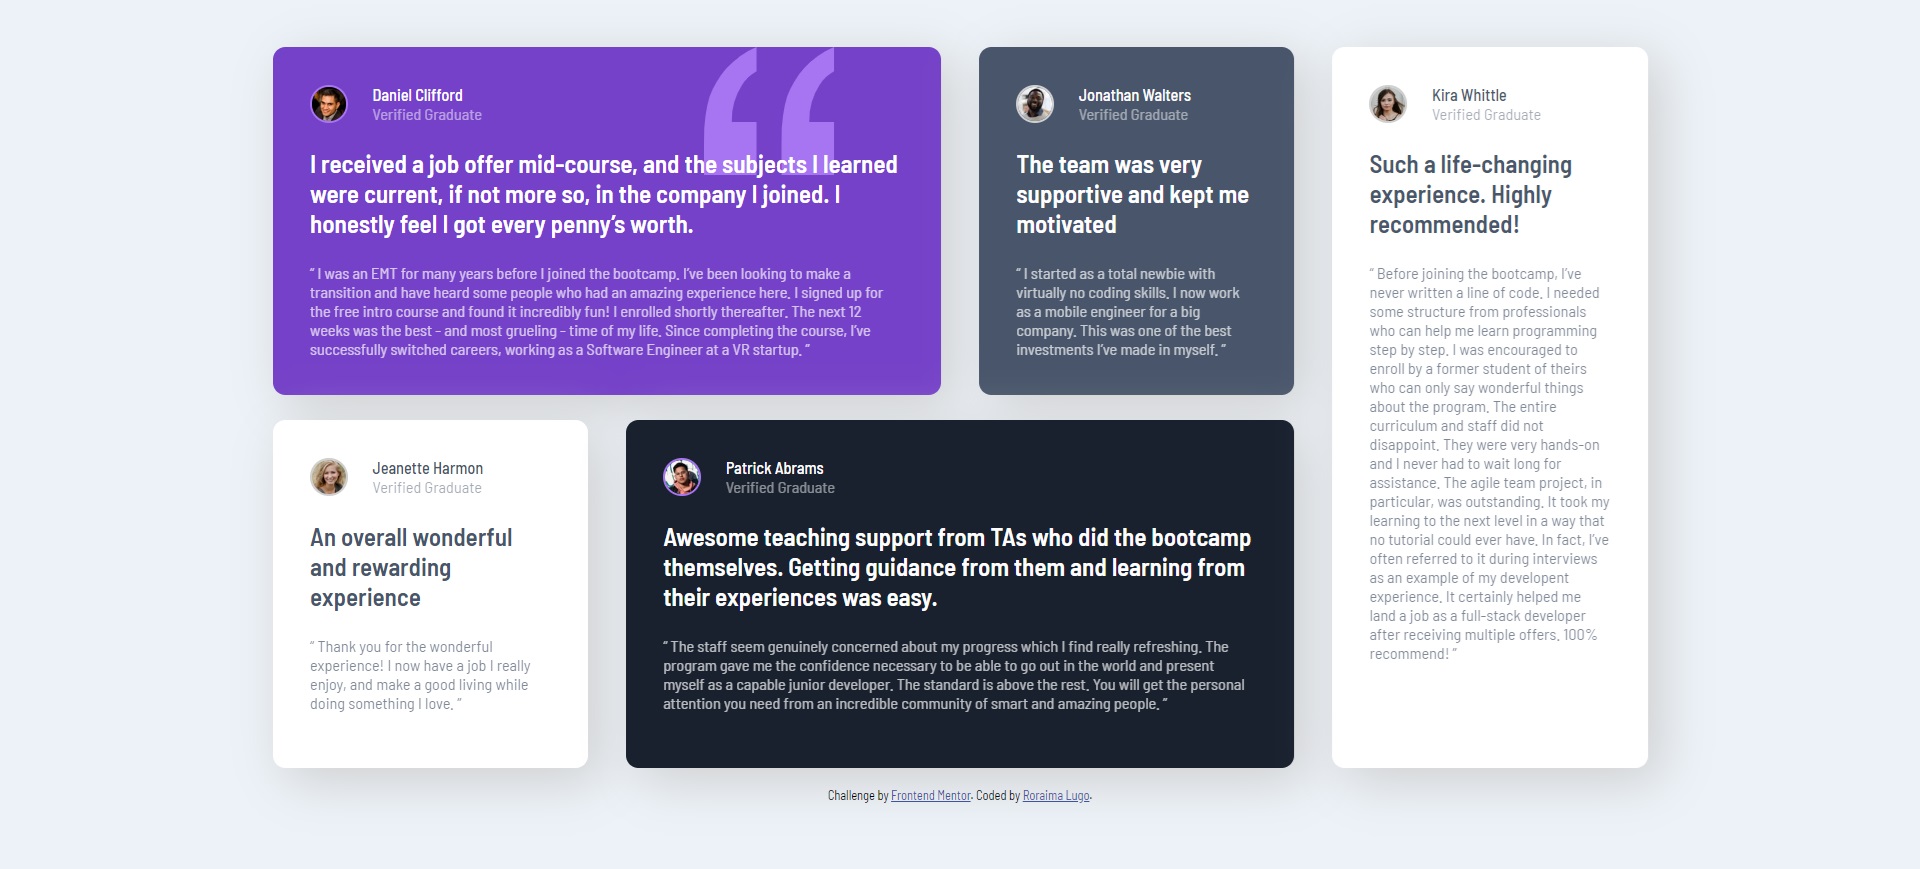 Daniel Clifford
Verified Graduate
I received a job offer mid-course, and the subjects I learned
were current, if not more so, in the company I joined. I
honestly feel I got every penny’s worth.
“ I was an EMT for many years before I joined the bootcamp. I’ve been looking to make a
transition and have heard some people who had an amazing experience here. I signed up for
the free intro course and found it incredibly fun! I enrolled shortly thereafter. The next 12
weeks was the best - and most grueling - time of my life. Since completing the course, I’ve
successfully switched careers, working as a Software Engineer at a VR startup. ”
Jonathan Walters
Verified Graduate
The team was very
supportive and kept me
motivated
“ I started as a total newbie with
virtually no coding skills. I now work
as a mobile engineer for a big
company. This was one of the best
investments I’ve made in myself. ”
Kira Whittle
Verified Graduate
Such a life-changing
experience. Highly
recommended!
“ Before joining the bootcamp, I’ve
never written a line of code. I needed
some structure from professionals
who can help me learn programming
step by step. I was encouraged to
enroll by a former student of theirs
who can only say wonderful things
about the program. The entire
curriculum and staff did not
disappoint. They were very hands-on
and I never had to wait long for
assistance. The agile team project, in
particular, was outstanding. It took my
learning to the next level in a way that
no tutorial could ever have. In fact, I’ve
often referred to it during interviews
as an example of my developent
experience. It certainly helped me
land a job as a full-stack developer
after receiving multiple offers. 100%
recommend! ”
Jeanette Harmon
Verified Graduate
An overall wonderful
and rewarding
experience
“ Thank you for the wonderful
experience! I now have a job I really
enjoy, and make a good living while
doing something I love. ”
Patrick Abrams
Verified Graduate
Awesome teaching support from TAs who did the bootcamp
themselves. Getting guidance from them and learning from
their experiences was easy.
“ The staff seem genuinely concerned about my progress which I find really refreshing. The
program gave me the confidence necessary to be able to go out in the world and present
myself as a capable junior developer. The standard is above the rest. You will get the personal
attention you need from an incredible community of smart and amazing people. ”
Challenge by Frontend Mentor. Coded by Roraima Lugo.